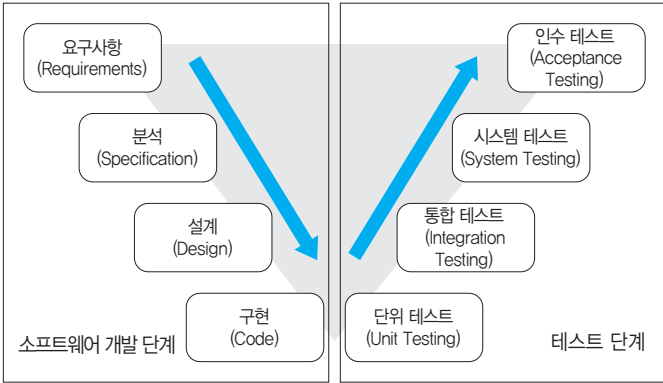 요구사항
(Requirements)
분석
(Specification)
설계
(Design)
구현
(Code)
소프트웨어 개발 단계
인수 테스트
(Acceptance
Testing)
시스템 테스트
(System Testing)
통합 테스트
(Integration
Testing)
단위 테스트
(Unit Testing)
테스트 단계